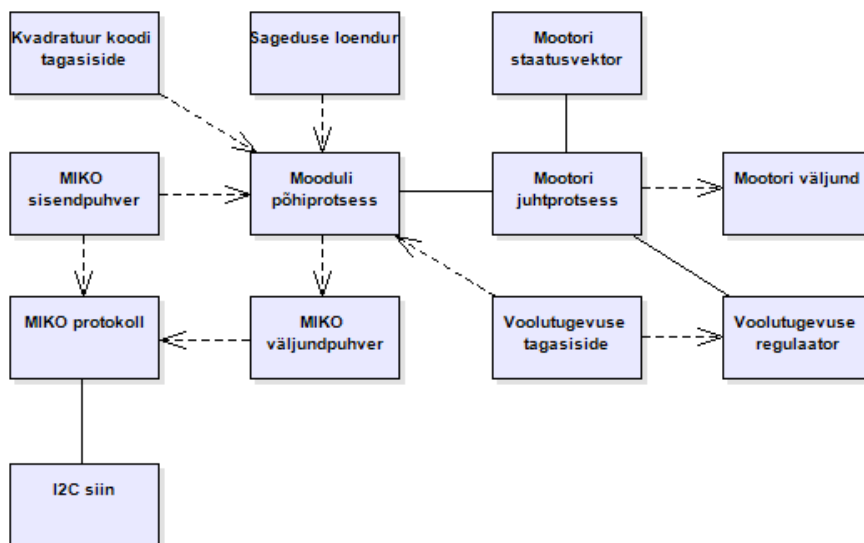 Kvadratuur koodi
tagasiside
Sageduse loendur
Mootori
staatusvektor
MIKO
sisendpuhver
Mooduli
põhiprotsess
Mootori
juhtprotsess
Mootori väljund
MIKO protokoll
MIKO
väljundpuhver
Voolutugevuse
tagasiside
Voolutugevuse
regulaator
I2C siin